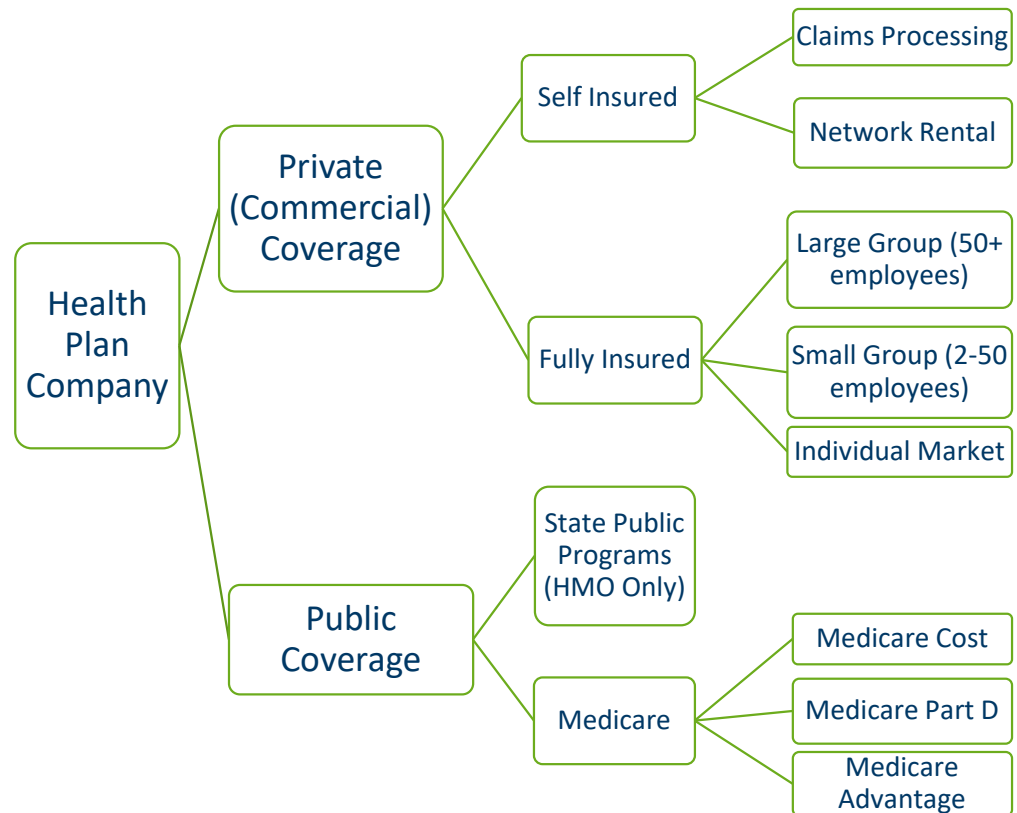 Health
Plan
Company
Private
(Commercial)
Coverage
Self Insured
Claims Processing
Network Rental
Fully Insured
Large Group (50+
employees)
Small Group (2-50
employees)
Individual Market
Public
Coverage
State Public
Programs
(HMO Only)
Medicare
Medicare Cost
Medicare Part D
Medicare
Advantage